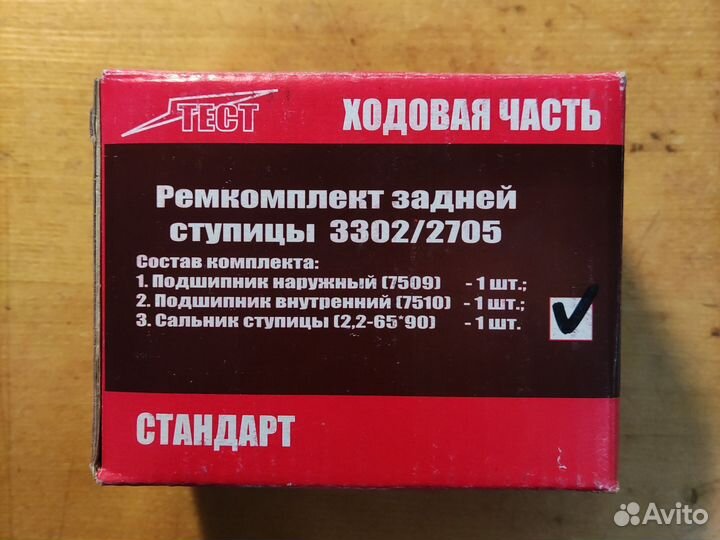 ТЕСТ
ХОДОВАЯ ЧАСТЬ
Ремкомплект задней
ступицы 3302/2705
Состав комплекта:
1. Подшипник наружный (7509) - 1 шт.;
2. Подшипник внутренний (7510) - 1 шт.;
3. Сальник ступицы (2,2-65*90) - 1 шт.
СТАНДАРТ
Avito